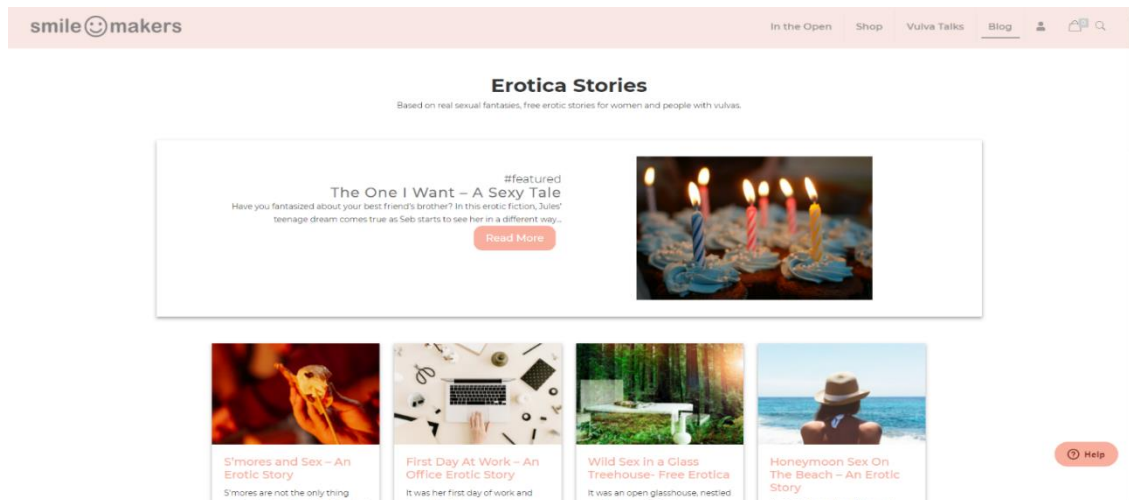 smile makers
In the Open Shop Vulva Talks Blog 0
Erotica Stories
Based on real sexual fantasies, free erotic stories for women and people with vulvas.
#featured
The One I Want – A Sexy Tale
Have you fantasized about your best friend's brother? In this erotic fiction, Jules'
teenage dream comes true as Seb starts to see her in a different way...
Read More
S'mores and Sex – An
Erotic Story
S'mores are not the only thing
First Day At Work – An
Office Erotic Story
It was her first day of work and
Wild Sex in a Glass
Treehouse- Free Erotica
It was an open glasshouse, nestled
Honeymoon Sex On
The Beach – An Erotic
Story
Help